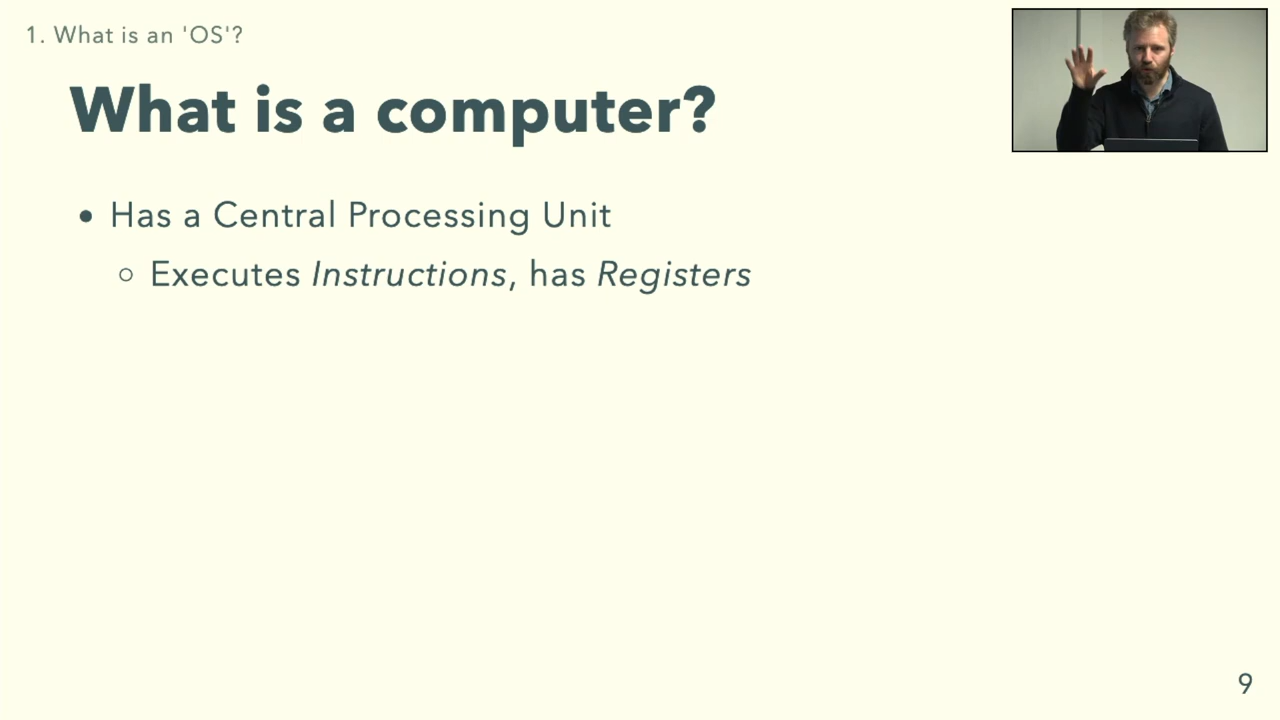 1. What is an 'OS'?
What is a computer?
• Has a Central Processing Unit
○ Executes Instructions, has Registers
9